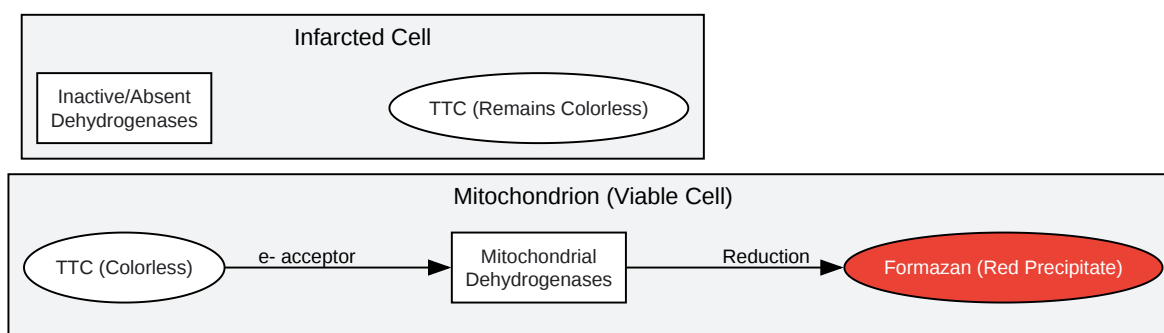 Infarcted Cell
Inactive/Absent
Dehydrogenases
TTC (Remains Colorless)
Mitochondrion (Viable Cell)
TTC (Colorless)
e- acceptor
Mitochondrial
Dehydrogenases
Reduction
Formazan (Red Precipitate)